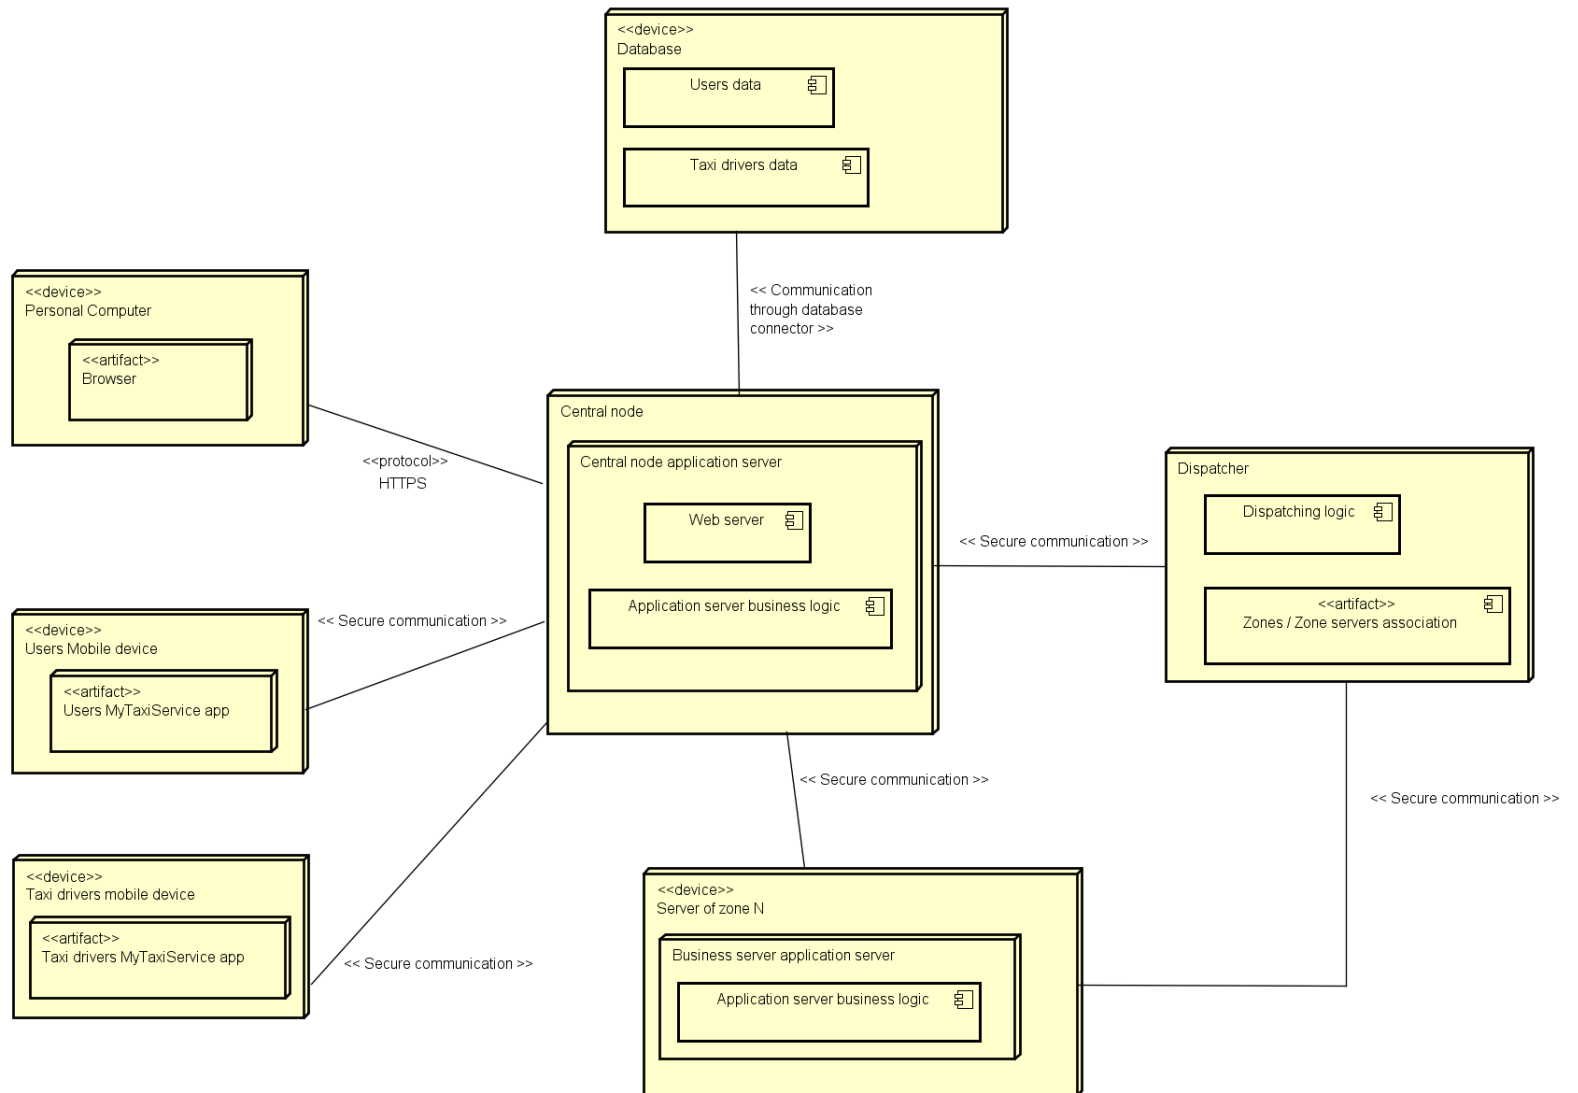 <<device>>
Database
Users data
Taxi drivers data
<< Communication
through database
connector >>
<<device>>
Personal Computer
<<artifact>>
Browser
<<protocol>>
HTTPS
Central node
Central node application server
Web server
Application server business logic
<< Secure communication >>
Dispatcher
Dispatching logic
<<artifact>>
Zones / Zone servers association
<<device>>
Users Mobile device
<<artifact>>
Users MyTaxiService app
<< Secure communication >>
<< Secure communication >>
<< Secure communication >>
<<device>>
Taxi drivers mobile device
<<artifact>>
Taxi drivers MyTaxiService app
<< Secure communication >>
<<device>>
Server of zone N
Business server application server
Application server business logic